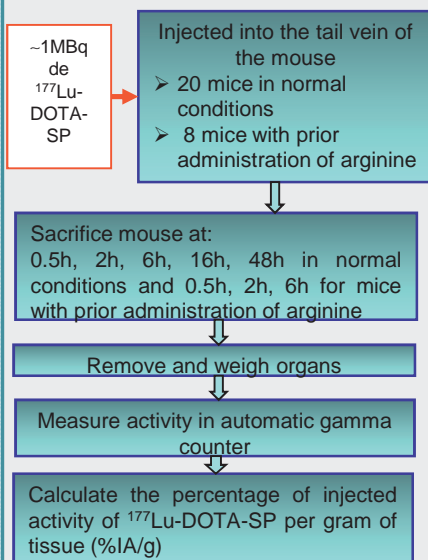 ~1MBq
de
¹⁷⁷Lu-
DOTA-
SP
Injected into the tail vein of
the mouse
➢ 20 mice in normal
conditions
➢ 8 mice with prior
administration of arginine
Sacrifice mouse at:
0.5h, 2h, 6h, 16h, 48h in normal
conditions and 0.5h, 2h, 6h for mice
with prior administration of arginine
Remove and weigh organs
Measure activity in automatic gamma
counter
Calculate the percentage of injected
activity of ¹⁷⁷Lu-DOTA-SP per gram of
tissue (%IA/g)